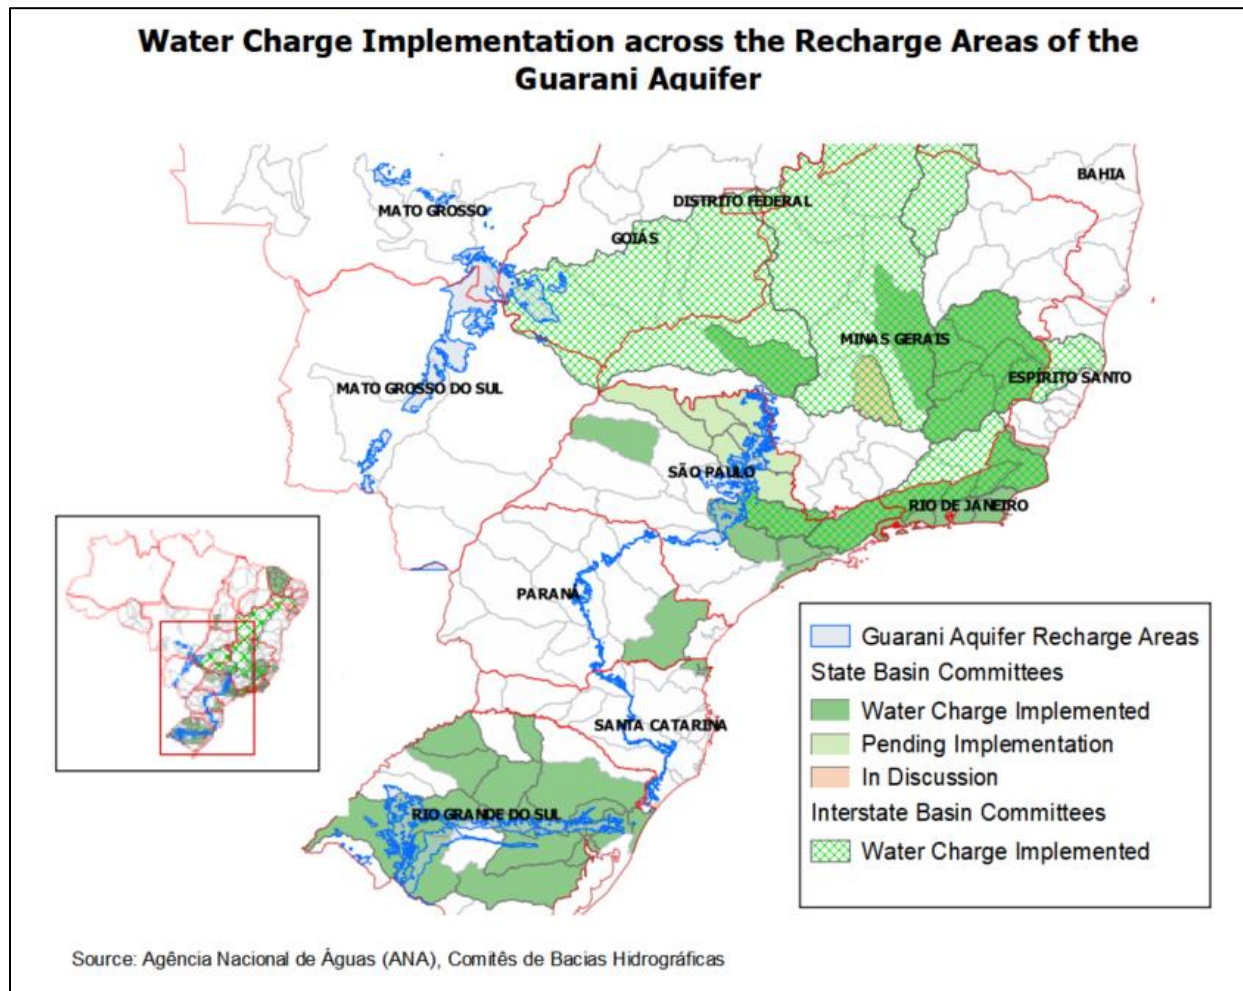 Water Charge Implementation across the Recharge Areas of the
Guarani Aquifer
BAHIA
DISTRITO FEDERAL
MATO GROSSO
GOIÁS
MINAS GERAIS
ESPÍRITO SANTO
MATO GROSSO DO SUL
SÃO PAULO
RIO DE JANEIRO
PARANÁ
SANTA CATARINA
RIO GRANDE DO SUL
Guarani Aquifer Recharge Areas
State Basin Committees
Water Charge Implemented
Pending Implementation
In Discussion
Interstate Basin Committees
Water Charge Implemented
Source: Agência Nacional de Águas (ANA), Comitês de Bacias Hidrográficas